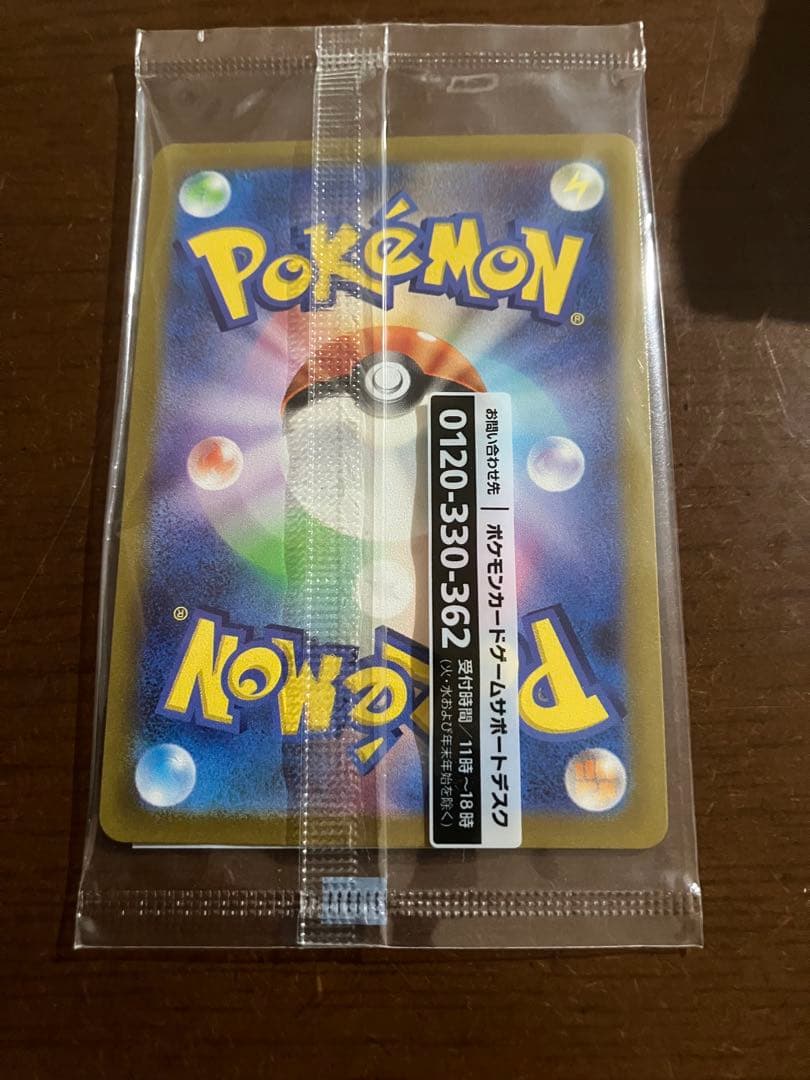 POKéMON®
お問い合わせ先 | ポケモンカードゲームサポートデスク
0120-330-362 受付時間/11時～18時
(火・水および年末年始を除く)
POKéMON®